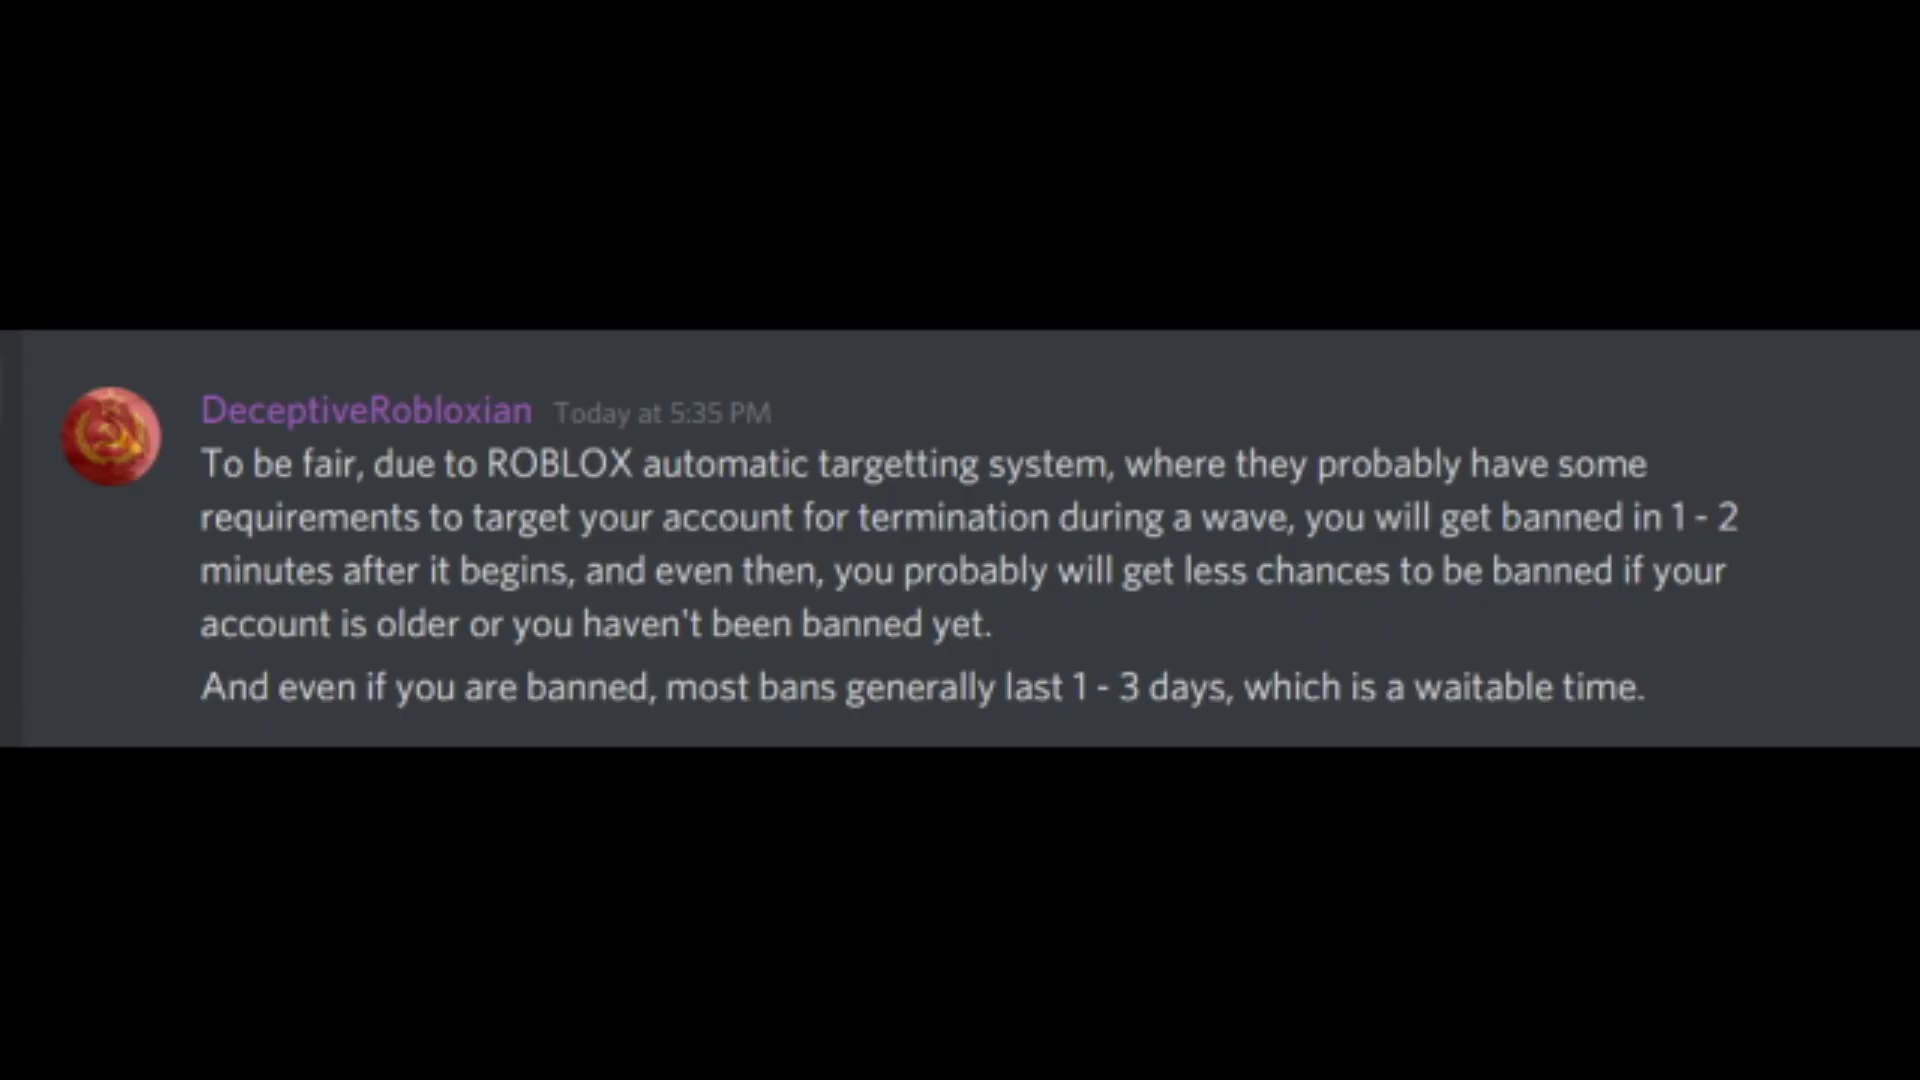 DeceptiveRobloxian Today at 5:35 PM
To be fair, due to ROBLOX automatic targetting system, where they probably have some
requirements to target your account for termination during a wave, you will get banned in 1 - 2
minutes after it begins, and even then, you probably will get less chances to be banned if your
account is older or you haven't been banned yet.
And even if you are banned, most bans generally last 1 - 3 days, which is a waitable time.